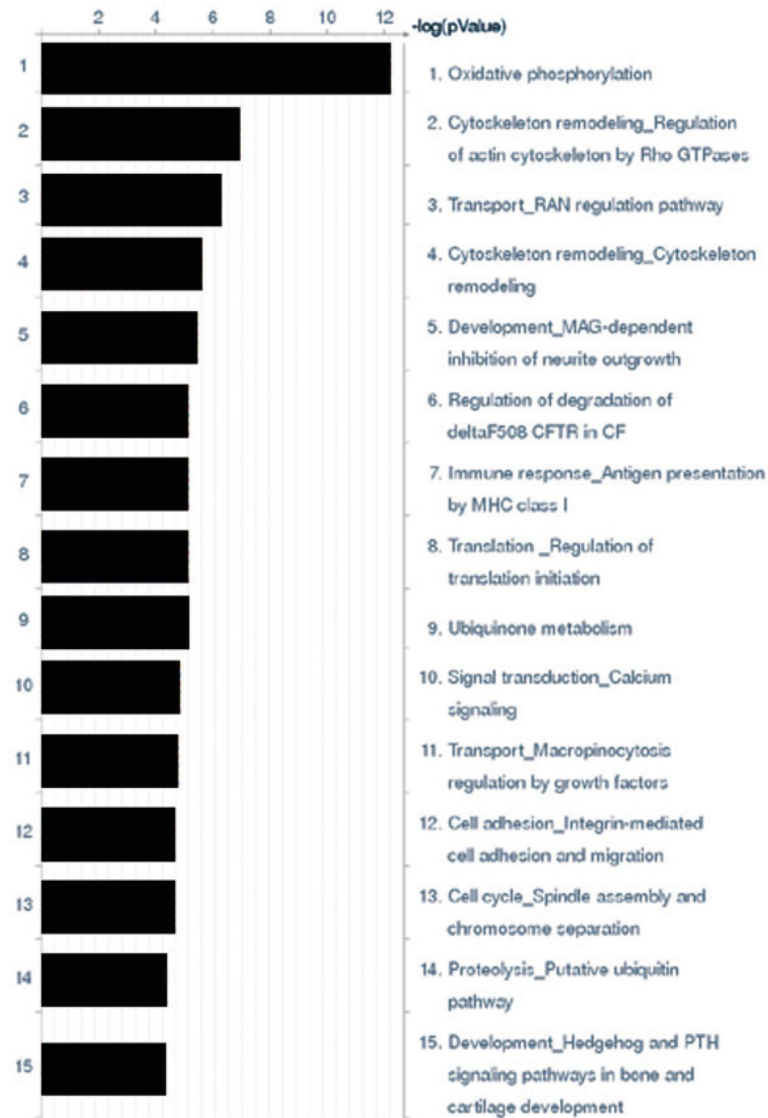 2 4 6 8 10 12
-log(pValue)
1
1. Oxidative phosphorylation
2
2. Cytoskeleton remodeling_Regulation
of actin cytoskeleton by Rho GTPases
3
3. Transport_RAN regulation pathway
4
4. Cytoskeleton remodeling_Cytoskeleton
remodeling
5
5. Development_MAG-dependent
inhibition of neurite outgrowth
6
6. Regulation of degradation of
deltaF508 CFTR in CF
7
7. Immune response_Antigen presentation
by MHC class I
8
8. Translation _Regulation of
translation initiation
9
9. Ubiquinone metabolism
10
10. Signal transduction_Calcium
signaling
11
11. Transport_Macropinocytosis
regulation by growth factors
12
12. Cell adhesion_Integrin-mediated
cell adhesion and migration
13
13. Cell cycle_Spindle assembly and
chromosome separation
14
14. Proteolysis_Putative ubiquitin
pathway
15
15. Development_Hedgehog and PTH
signaling pathways in bone and
cartilage development